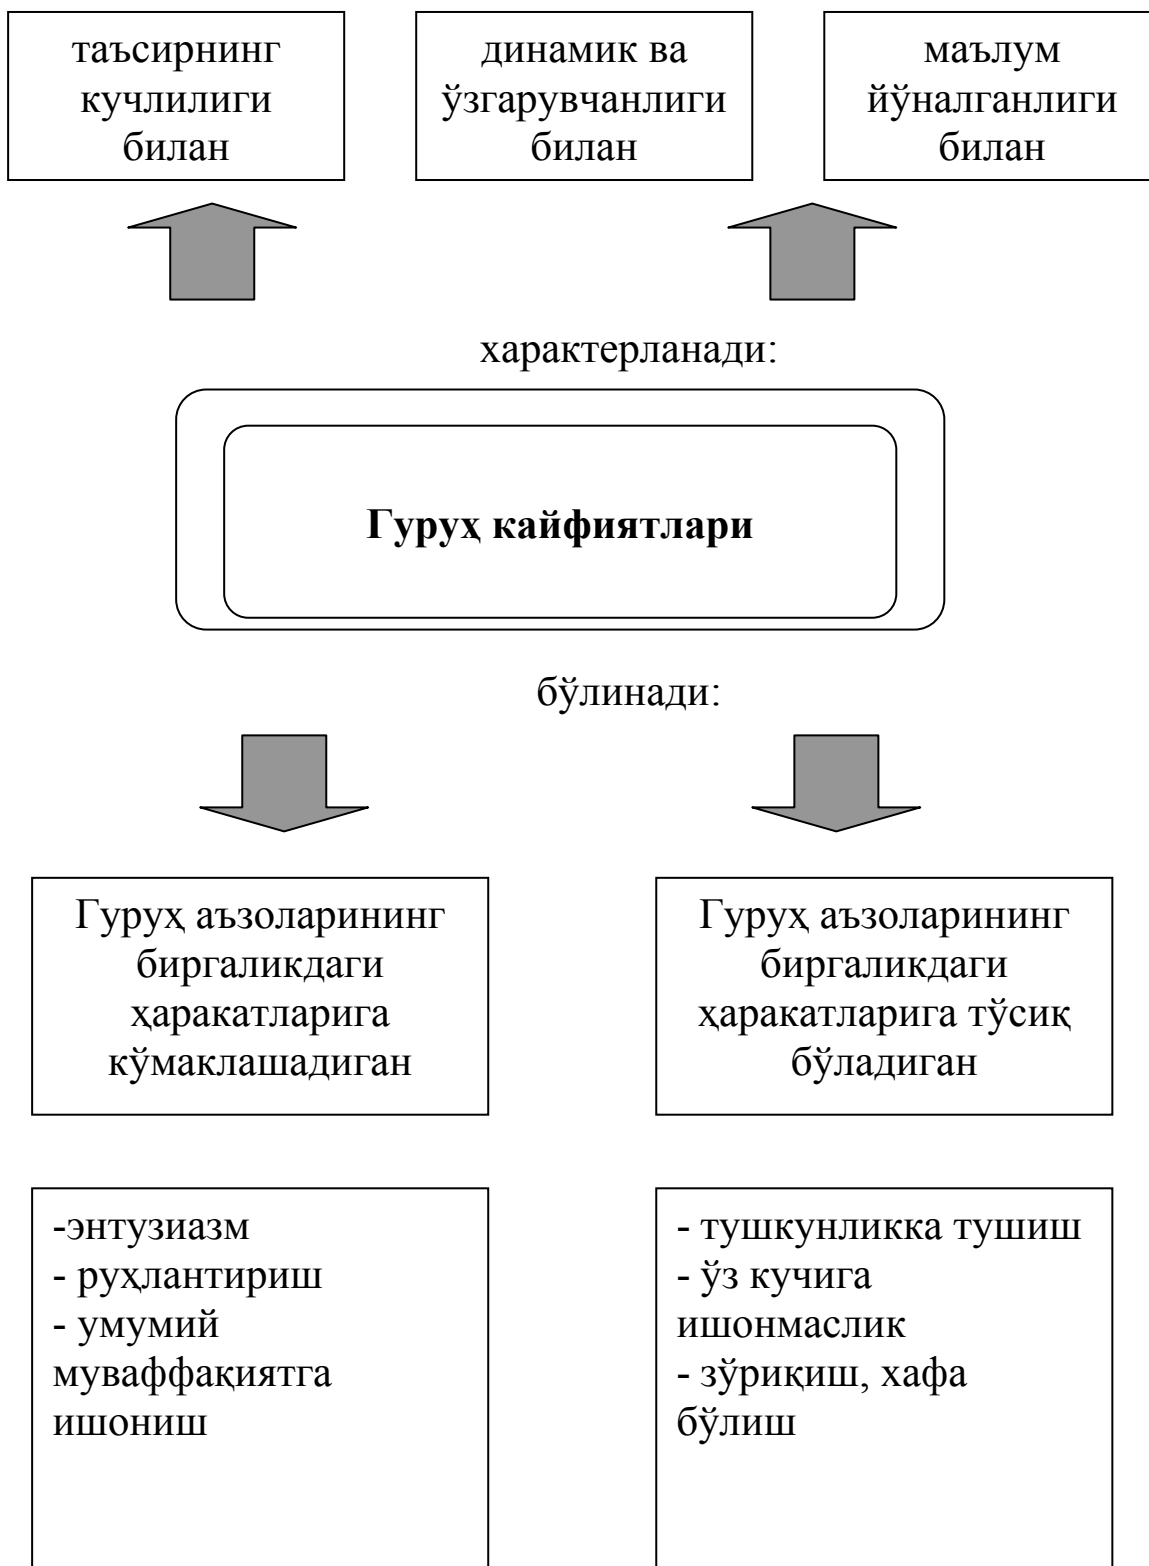 таъсирнинг
кучлилиги
билан
динамик ва
ўзгарувчанлиги
билан
маълум
йўналганлиги
билан
характерланади:
Гуруҳ кайфиятлари
бўлинади:
Гуруҳ аъзоларининг
биргаликдаги
ҳаракатларига
кўмаклашадиган
Гуруҳ аъзоларининг
биргаликдаги
ҳаракатларига тўсиқ
бўладиган
-энтузиазм
- руҳлантириш
- умумий
муваффақиятга
ишониш
- тушкунликка тушиш
- ўз кучига
ишонмаслик
- зўриқиш, хафа
бўлиш